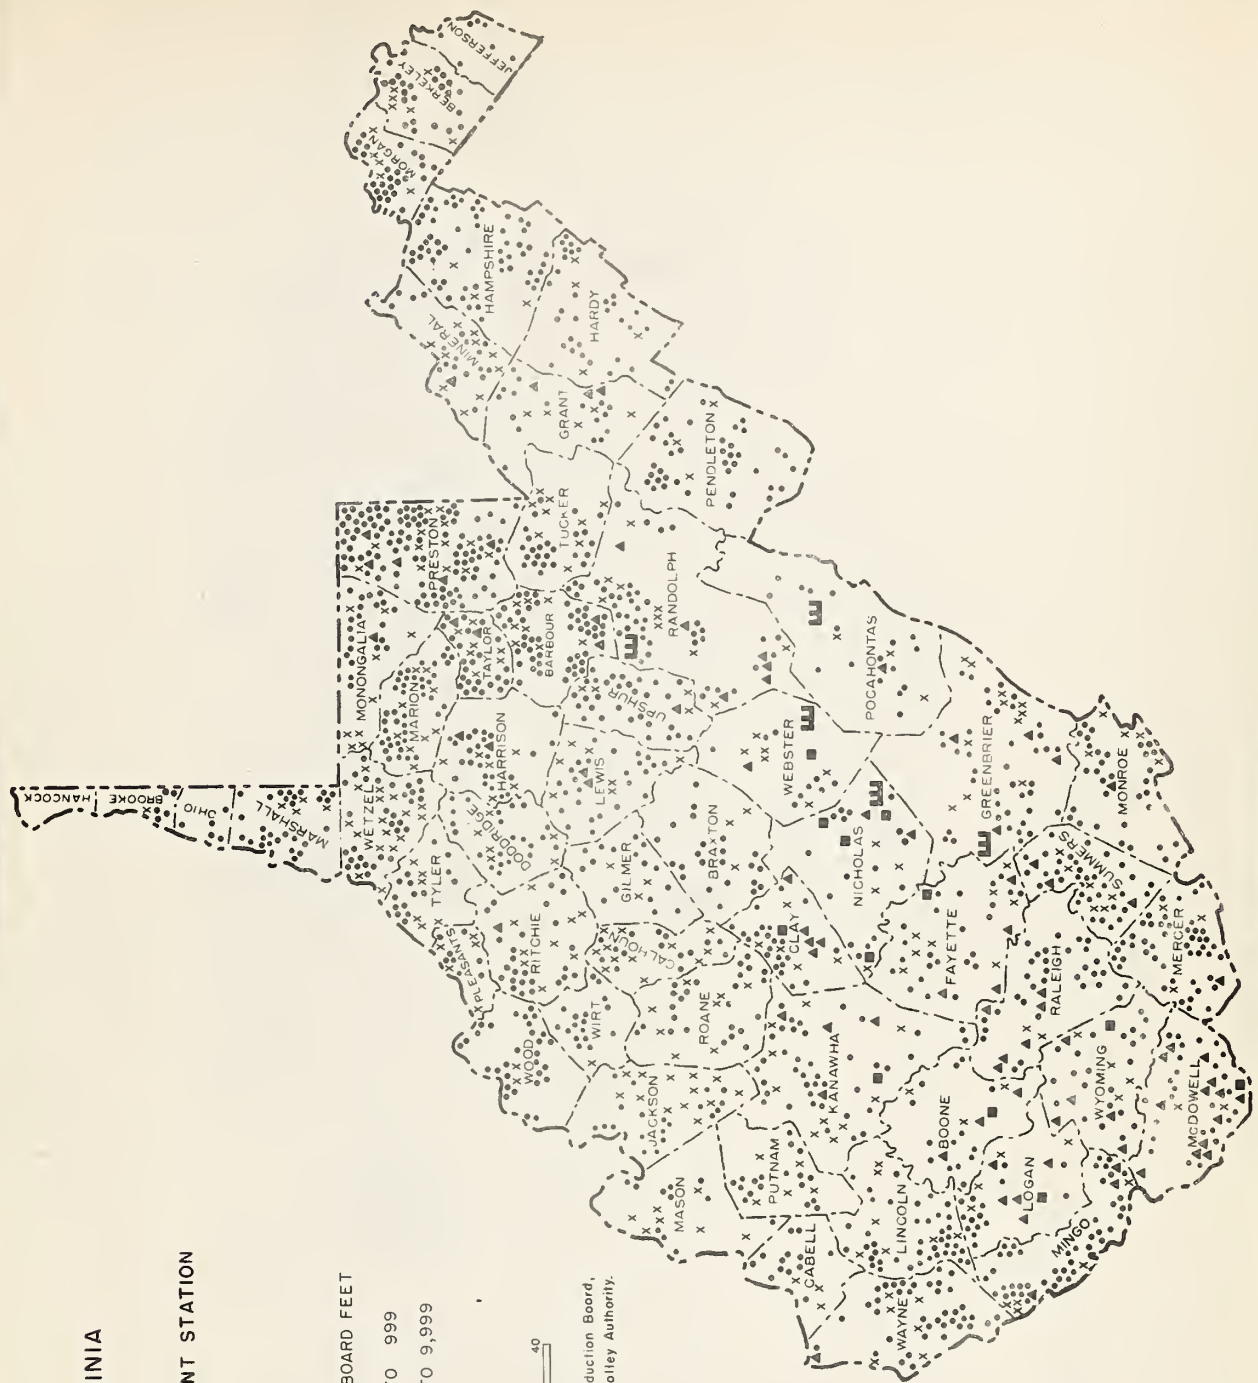 INIA
NT STATION
BOARD FEET
TO 999
TO 9,999
40
duction Board,
alley Authority.
HANCOCK
BROOKE
OHIO
MARSHALL
WETZEL
MONONGALIA
MARION
PRESTON
TAYLOR
BARBOUR
TUCKER
GRANT
MINERAL
HAMPSHIRE
HARDY
MORGAN
BERKELEY
JEFFERSON
PENDLETON
RANDOLPH
UPSHUR
HARRISON
DODDRIDGE
LEWIS
TYLER
PLEASANTS
RITCHIE
GILMER
CALHOUN
WIRT
WOOD
JACKSON
ROANE
BRAXTON
WEBSTER
POCAHONTAS
NICHOLAS
CLAY
GREENBRIER
MONROE
SUMMERS
FAYETTE
KANAWHA
PUTNAM
MASON
CABELL
LINCOLN
BOONE
RALEIGH
MERCER
WYOMING
McDOWELL
LOGAN
MINGO
WAYNE